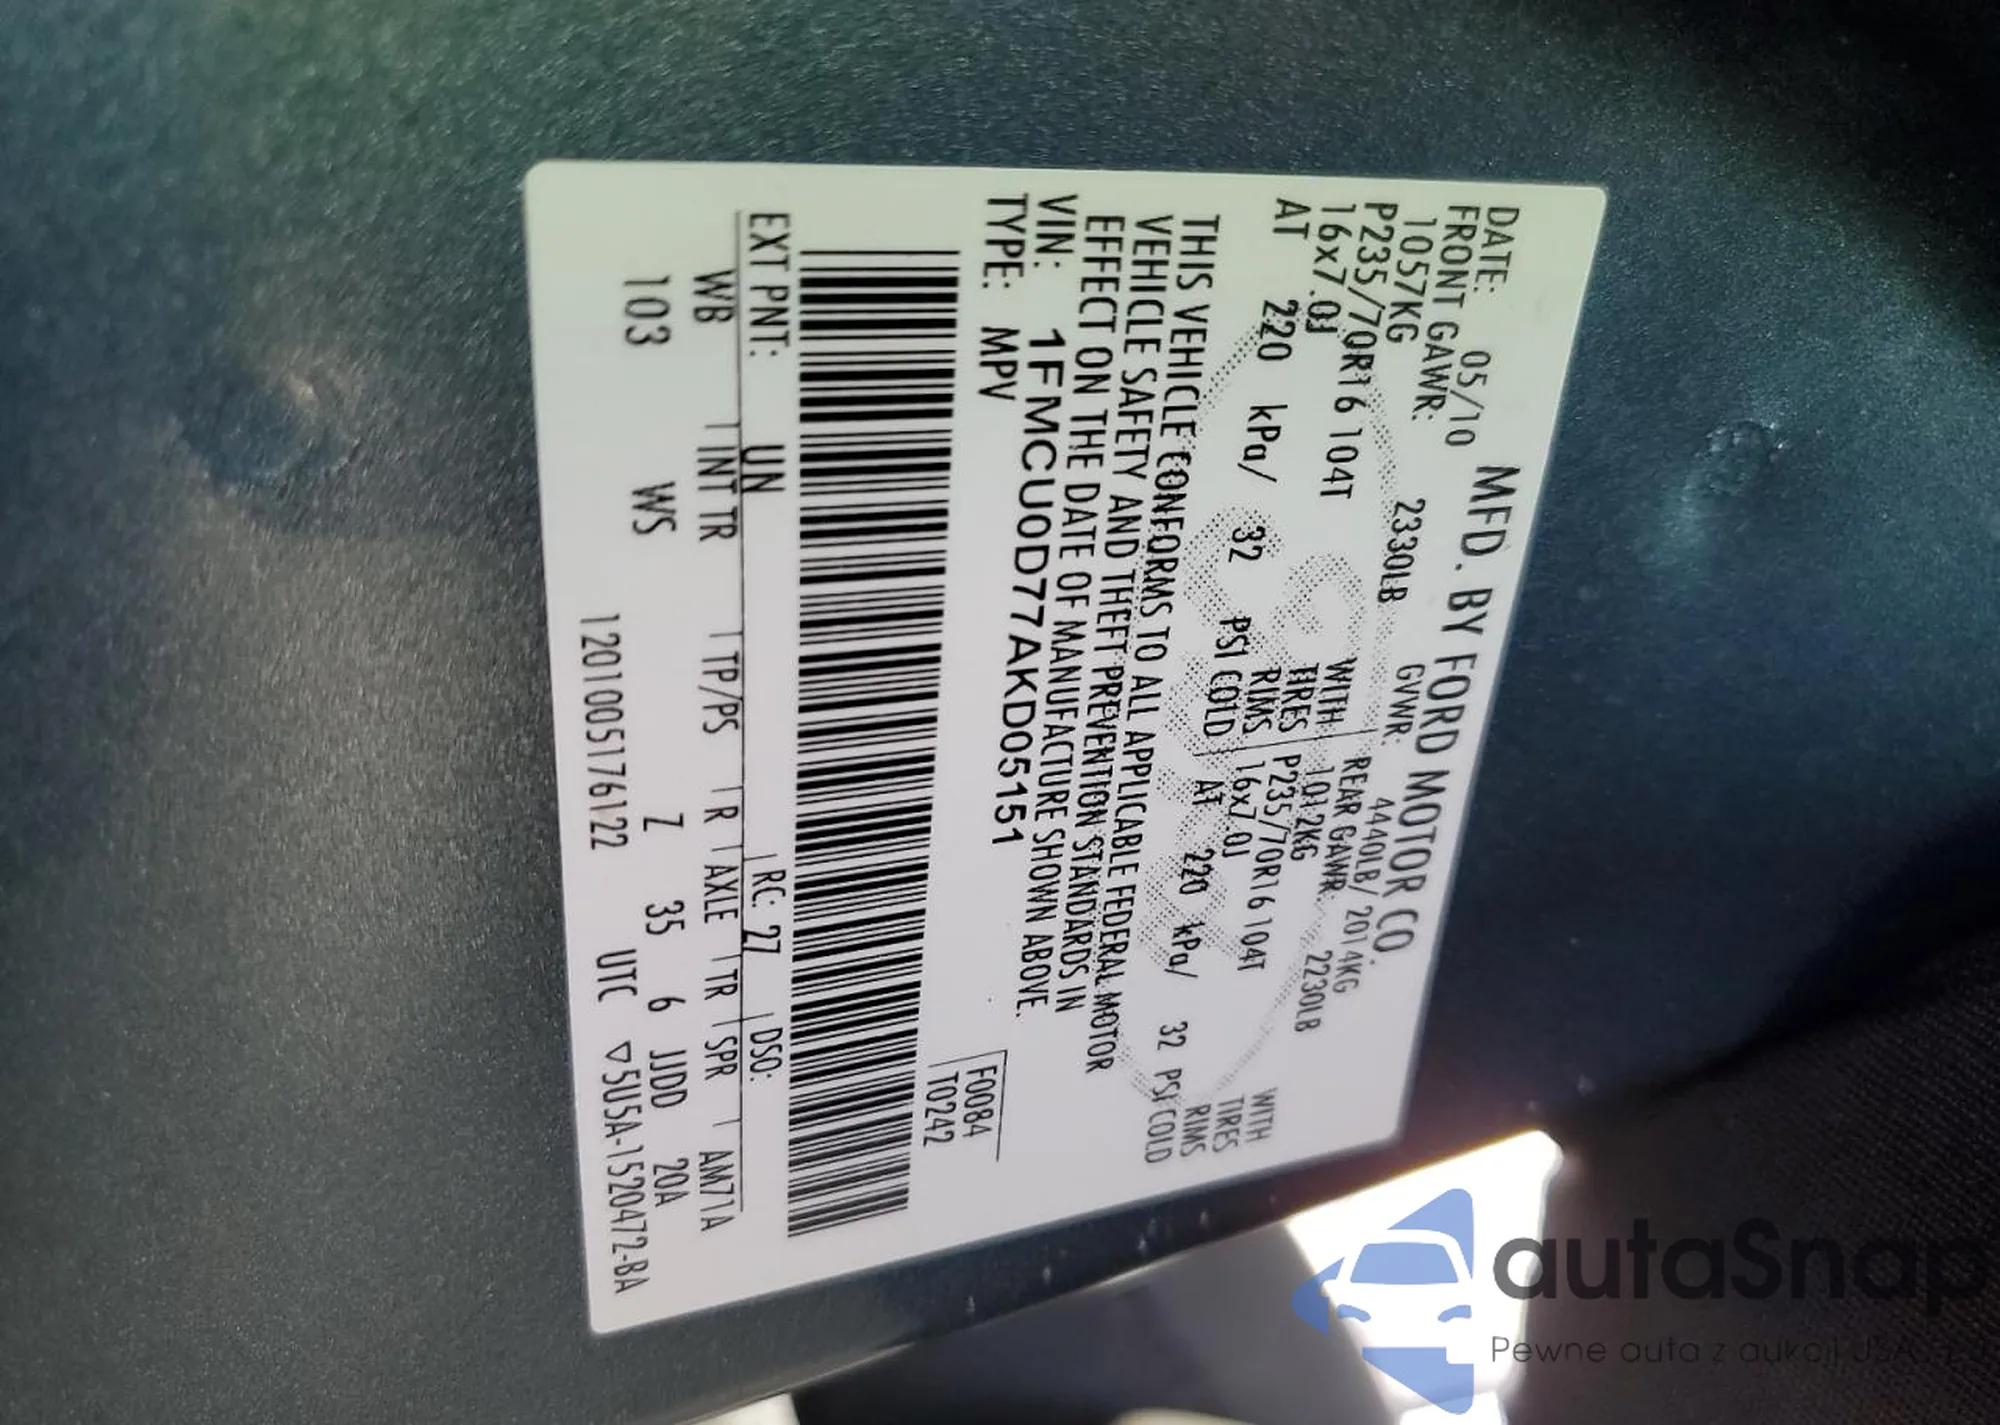 MFD. BY FORD MOTOR CO.
DATE: 05/10 GVWR: 4440LB/ 2014KG
FRONT GAWR: 2330LB REAR GAWR: 2230LB
1057KG WITH 1012KG WITH
P235/70R16 104T TIRES P235/70R16 104T TIRES
16x7.0J RIMS 16x7.0J RIMS
AT 220 kPa/ 32 PSI COLD AT 220 kPa/ 32 PSI COLD
THIS VEHICLE CONFORMS TO ALL APPLICABLE FEDERAL MOTOR
VEHICLE SAFETY AND THEFT PREVENTION STANDARDS IN
EFFECT ON THE DATE OF MANUFACTURE SHOWN ABOVE.
VIN: 1FMCU0D77AKD05151
TYPE: MPV
F0084
T0242
EXT PNT: UN RC: 27 DSO:
WB INT TR TP/PS R AXLE TR SPR AM71A
103 WS Z 35 6 JJDD 20A
1201005176122 UTC ▽5U5A-1520472-BA
autaSnap
Pewne auta z aukcji USA